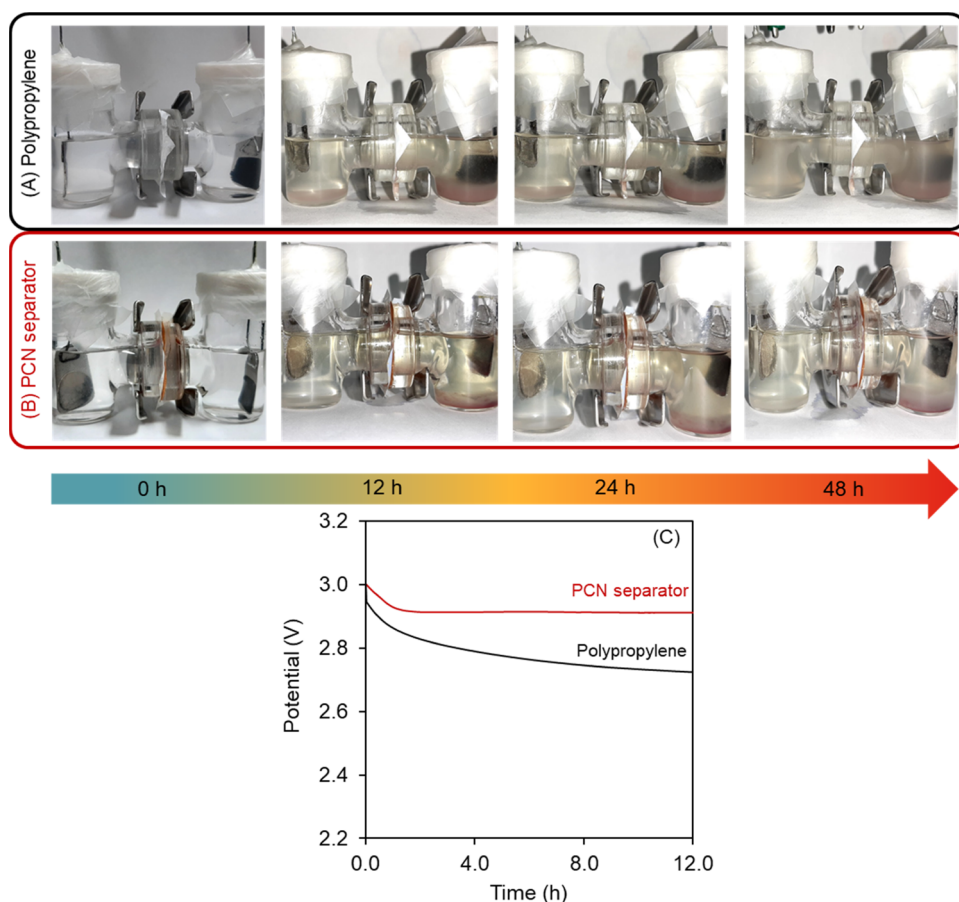 (A) Polypropylene
(B) PCN separator
0 h 12 h 24 h 48 h
(C)
3.2
3.0
2.8
2.6
2.4
2.2
Potential (V)
PCN separator
Polypropylene
0.0 4.0 8.0 12.0
Time (h)